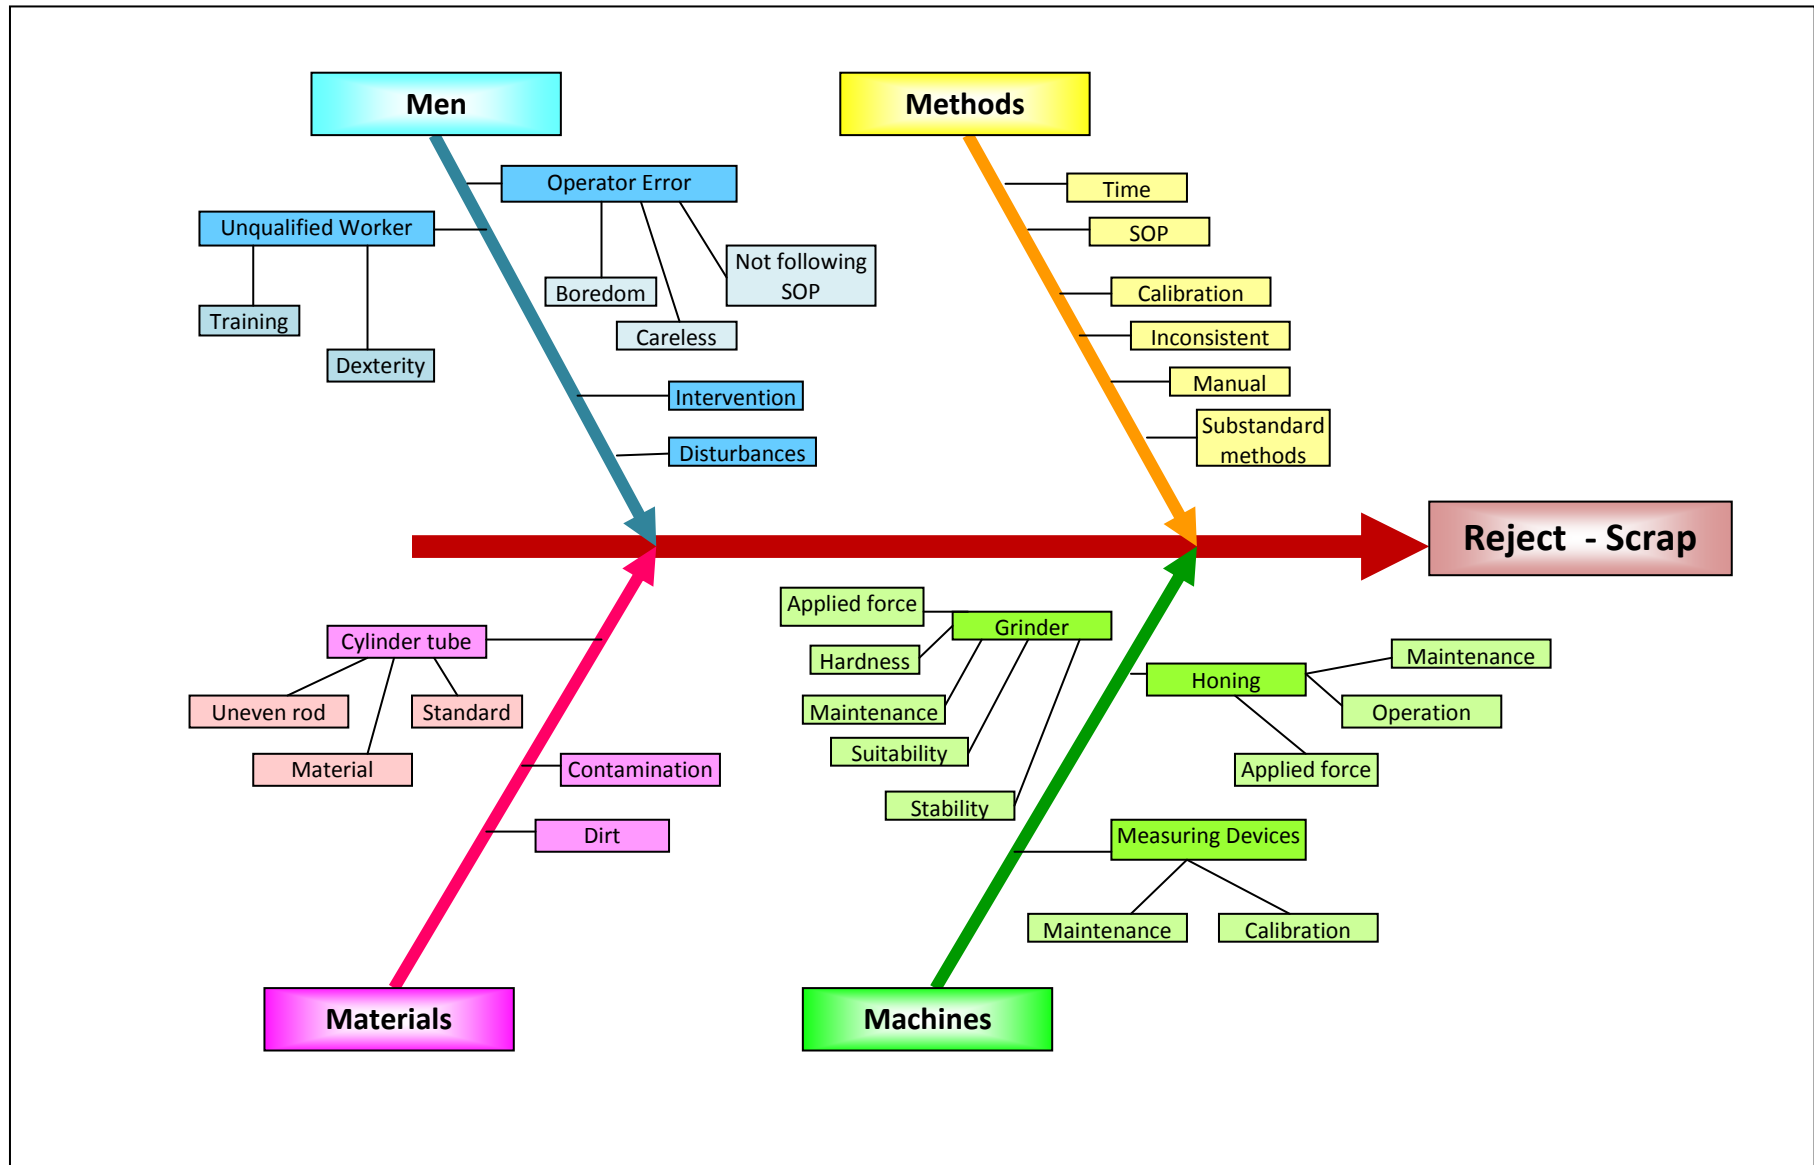 Men
Methods
Operator Error
Time
Unqualified Worker
SOP
Not following
SOP
Boredom
Calibration
Training
Careless
Inconsistent
Dexterity
Manual
Intervention
Substandard
methods
Disturbances
Reject  - Scrap
Applied force
Grinder
Cylinder tube
Hardness
Maintenance
Honing
Uneven rod
Standard
Maintenance
Operation
Suitability
Material
Contamination
Applied force
Stability
Dirt
Measuring Devices
Maintenance
Calibration
Materials
Machines